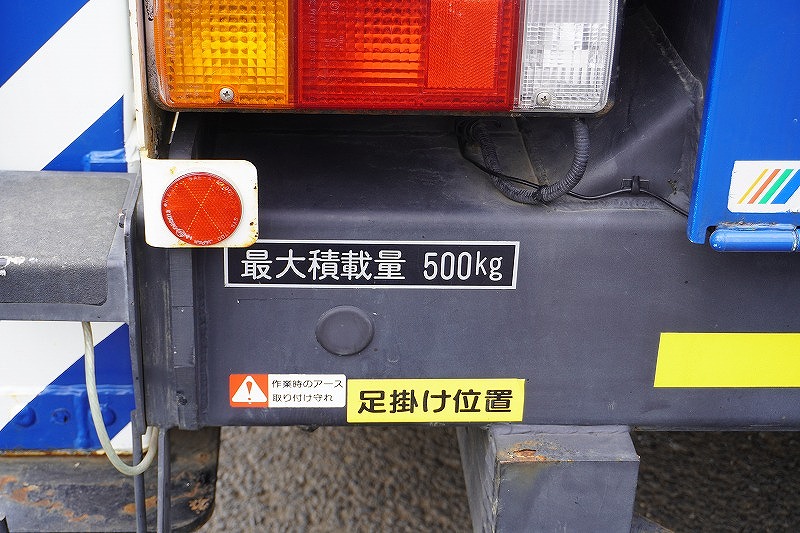 最大積載量 500kg
作業時のアース
取り付け守れ
足掛け位置